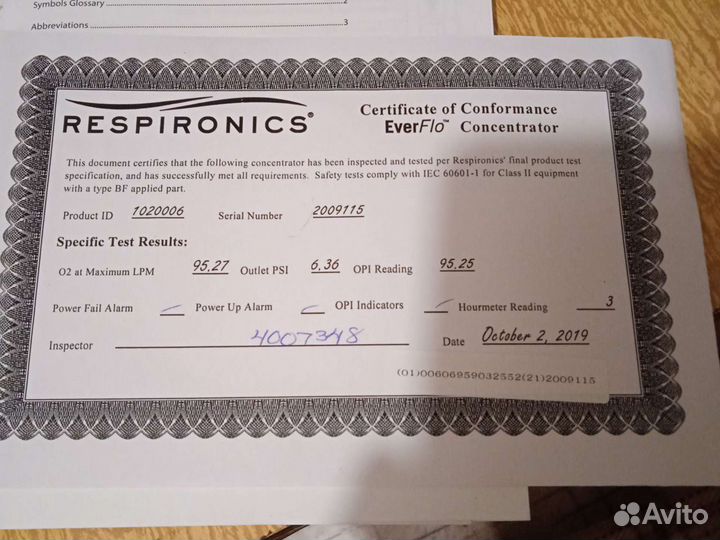 Symbols Glossary 2
Abbreviations 3
RESPIRONICS®
Certificate of Conformance
EverFlo™ Concentrator
This document certifies that the following concentrator has been inspected and tested per Respironics' final product test
specification, and has successfully met all requirements. Safety tests comply with IEC 60601-1 for Class II equipment
with a type BF applied part.
Product ID 1020006 Serial Number 2009115
Specific Test Results:
O2 at Maximum LPM 95.27 Outlet PSI 6.36 OPI Reading 95.25
Power Fail Alarm Power Up Alarm OPI Indicators Hourmeter Reading 3
Inspector 4007348 Date October 2, 2019
(01)00606959032552(21)2009115
Avito